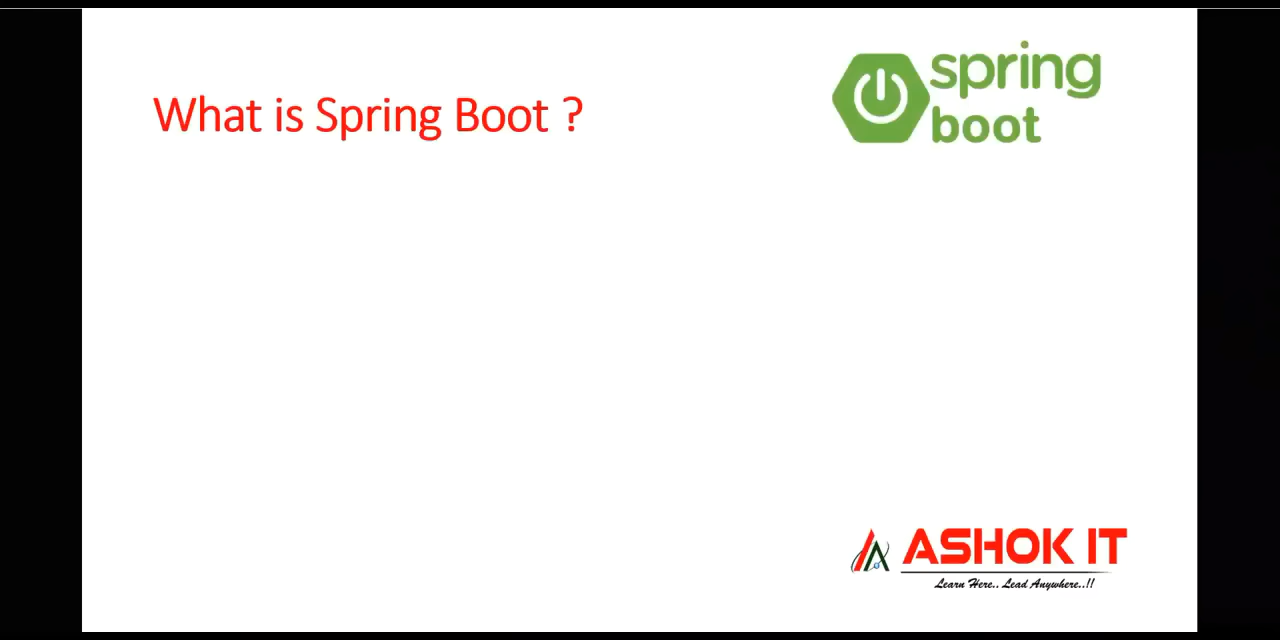 What is Spring Boot ?
spring
boot
ASHOK IT
Learn Here.. Lead Anywhere..!!